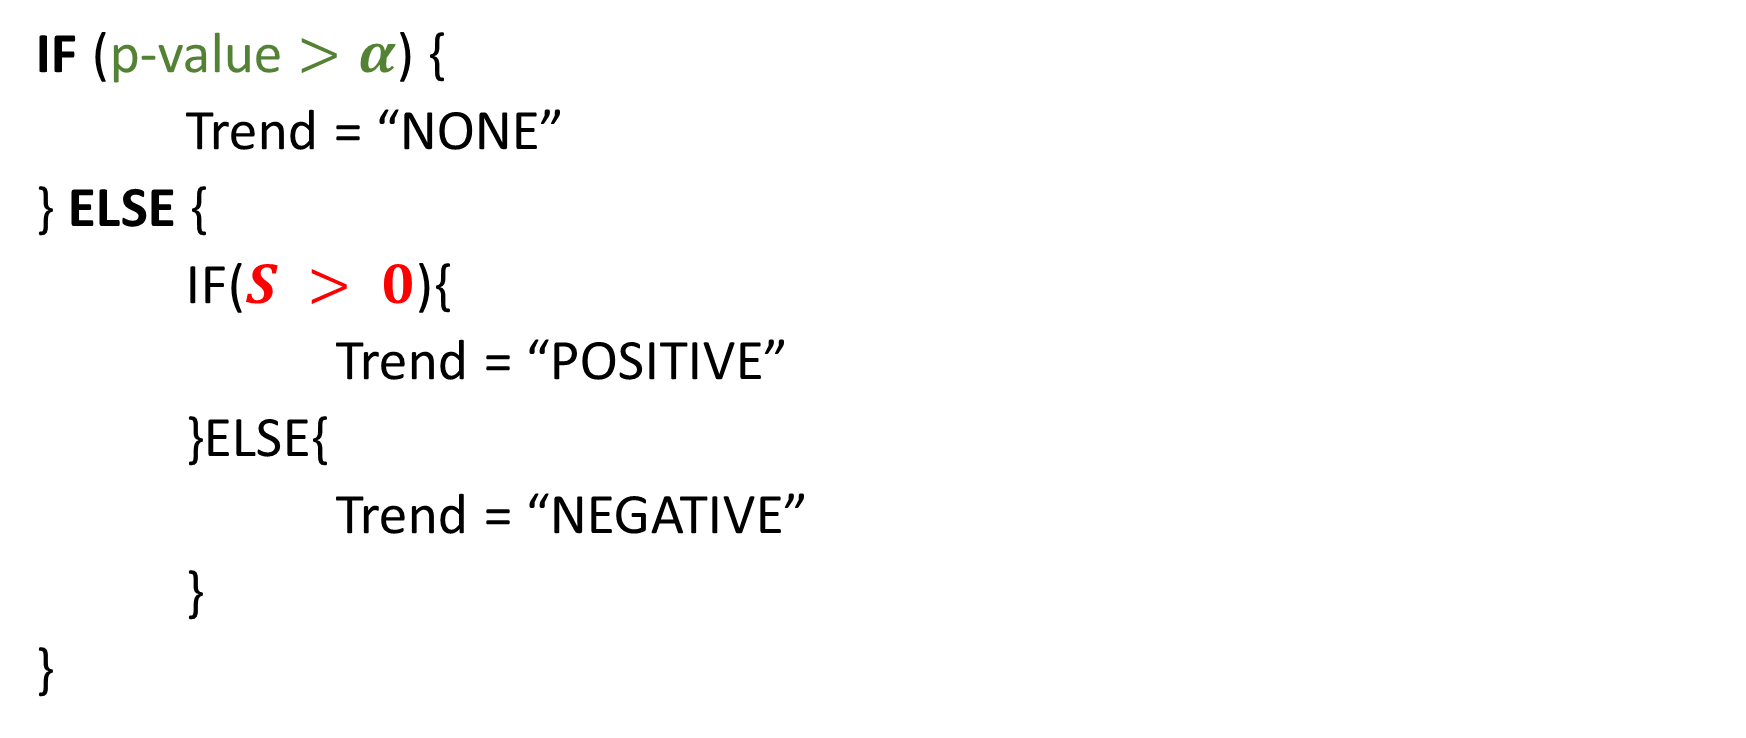 IF (p-value > α) {
Trend = “NONE”
} ELSE {
IF(S > 0){
Trend = “POSITIVE”
}ELSE{
Trend = “NEGATIVE”
}
}